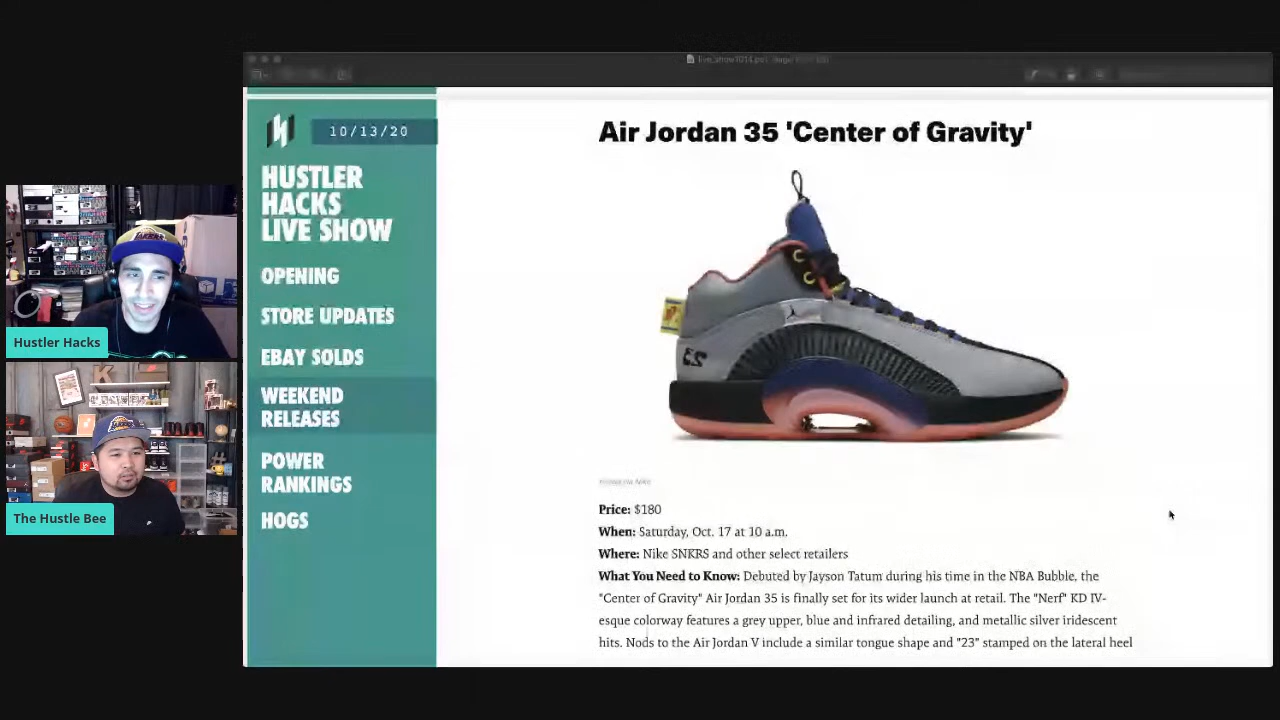 10/13/20
HUSTLER
HACKS
LIVE SHOW
OPENING
STORE UPDATES
EBAY SOLDS
WEEKEND
RELEASES
POWER
RANKINGS
HOGS
Hustler Hacks
The Hustle Bee
Air Jordan 35 'Center of Gravity'
23
Price: $180
When: Saturday, Oct. 17 at 10 a.m.
Where: Nike SNKRS and other select retailers
What You Need to Know: Debuted by Jayson Tatum during his time in the NBA Bubble, the
"Center of Gravity" Air Jordan 35 is finally set for its wider launch at retail. The "Nerf" KD IV-
esque colorway features a grey upper, blue and infrared detailing, and metallic silver iridescent
hits. Nods to the Air Jordan V include a similar tongue shape and "23" stamped on the lateral heel